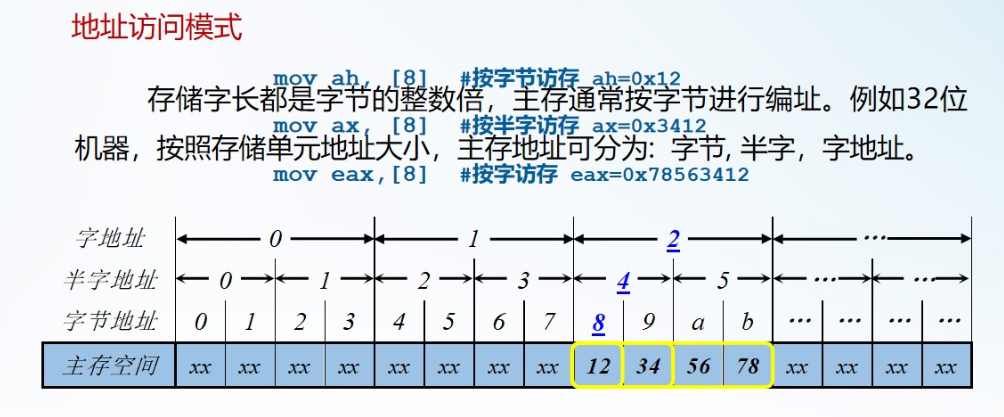 地址访问模式
mov ah, [8] #按字节访存 ah=0x12
存储字长都是字节的整数倍，主存通常按字节进行编址。例如32位
mov ax, [8] #按半字访存 ax=0x3412
机器，按照存储单元地址大小，主存地址可分为: 字节, 半字，字地址。
mov eax,[8] #按字访存 eax=0x78563412
字地址 0 1 2 ···
半字地址 0 1 2 3 4 5 ··· ···
字节地址 0 1 2 3 4 5 6 7 8 9 a b ··· ··· ··· ···
主存空间 xx xx xx xx xx xx xx xx 12 34 56 78 xx xx xx xx